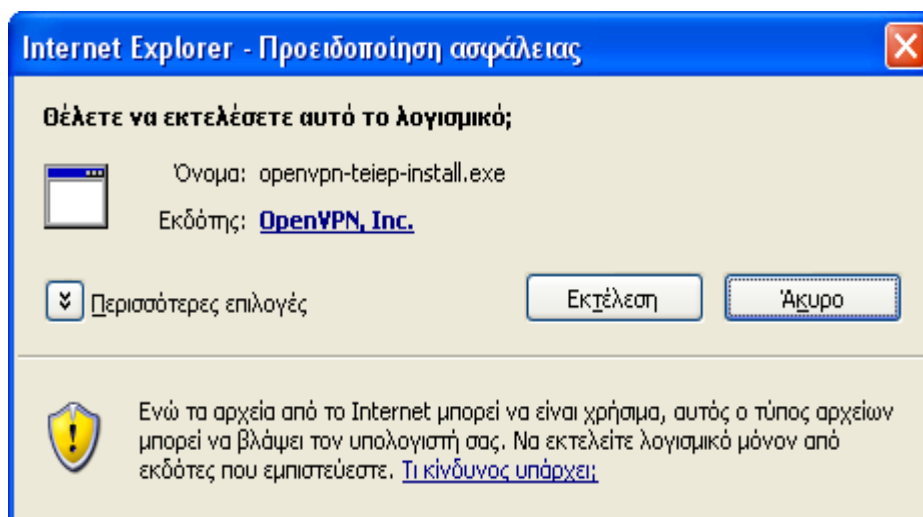 Internet Explorer - Προειδοποίηση ασφάλειας
Θέλετε να εκτελέσετε αυτό το λογισμικό;
Όνομα: openvpn-teiep-install.exe
Εκδότης: OpenVPN, Inc.
Περισσότερες επιλογές
Εκτέλεση
Άκυρο
Ενώ τα αρχεία από το Internet μπορεί να είναι χρήσιμα, αυτός ο τύπος αρχείων
μπορεί να βλάψει τον υπολογιστή σας. Να εκτελείτε λογισμικό μόνον από
εκδότες που εμπιστεύεστε. Τι κίνδυνος υπάρχει;